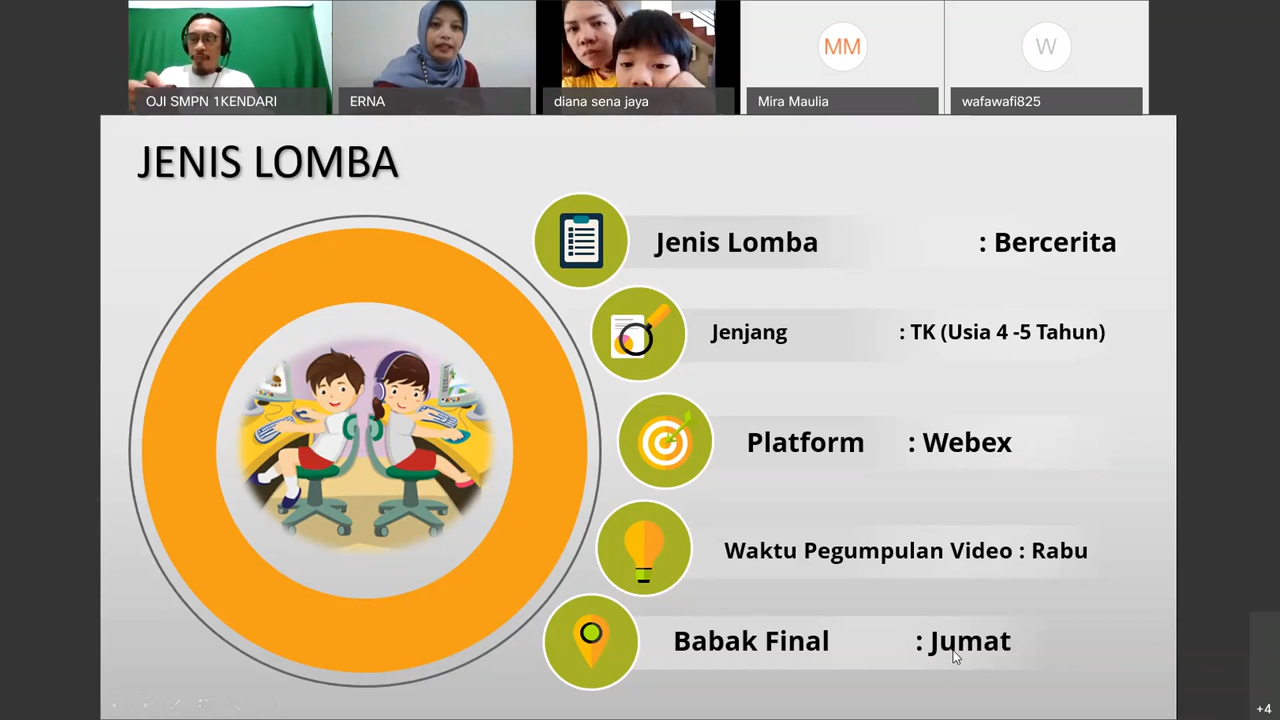 OJI SMPN 1KENDARI
ERNA
diana sena jaya
MM
Mira Maulia
W
wafawafi825
JENIS LOMBA
Jenis Lomba : Bercerita
Jenjang : TK (Usia 4 -5 Tahun)
Platform : Webex
Waktu Pegumpulan Video : Rabu
Babak Final : Jumat
+4